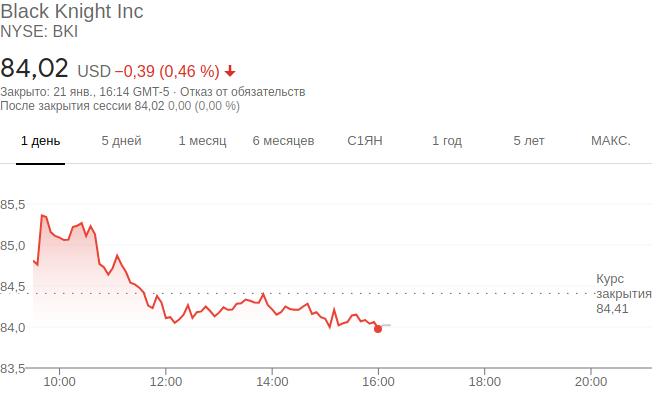 Black Knight Inc
NYSE: BKI
84,02 USD −0,39 (0,46 %)
Закрыто: 21 янв., 16:14 GMT-5 · Отказ от обязательств
После закрытия сессии 84,02 0,00 (0,00 %)
1 день 5 дней 1 месяц 6 месяцев С1ЯН 1 год 5 лет МАКС.
85,5
85,0
84,5
84,0
83,5
Курс
закрытия
84,41
10:00 12:00 14:00 16:00 18:00 20:00